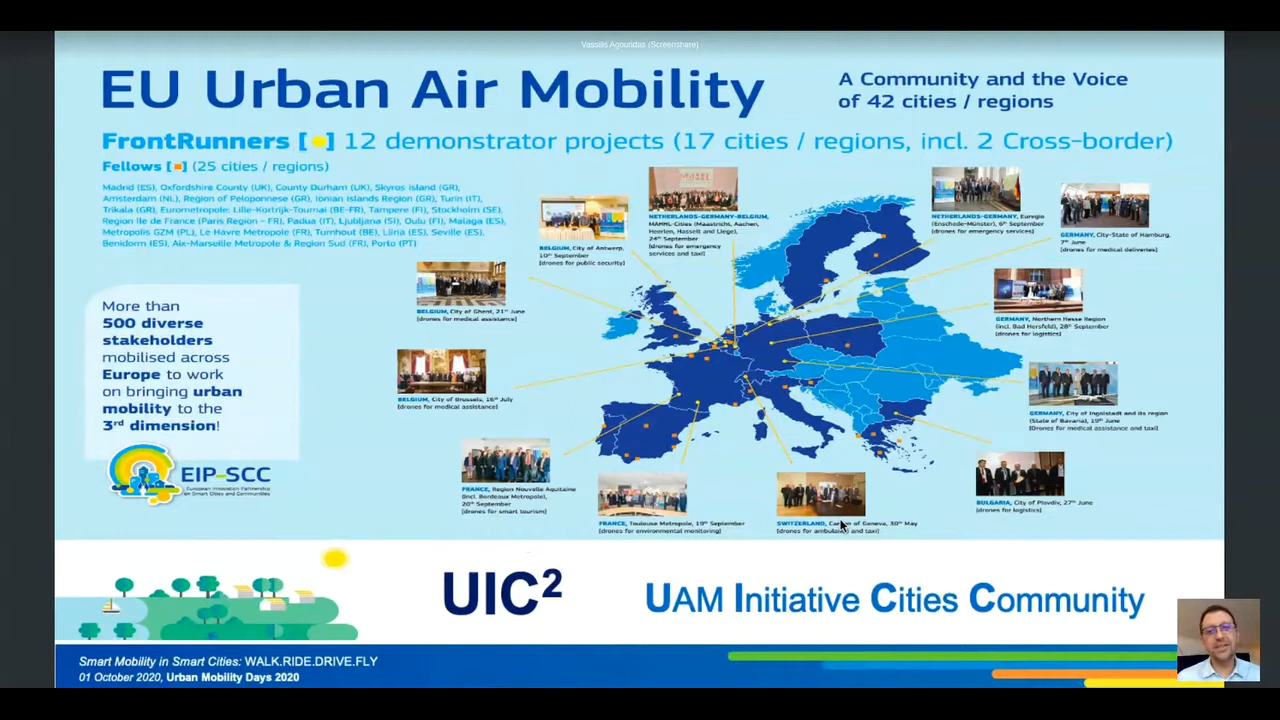 Vassilis Agouridas (Screenshare)
EU Urban Air Mobility
A Community and the Voice
of 42 cities / regions
FrontRunners [ ] 12 demonstrator projects (17 cities / regions, incl. 2 Cross-border)
Fellows [ ] (25 cities / regions)
Madrid (ES), Oxfordshire County (UK), County Durham (UK), Skyros island (GR),
Amsterdam (NL), Region of Peloponnese (GR), Ionian Islands Region (GR), Turin (IT),
Trikala (GR), Eurometropole: Lille-Kortrijk-Tournai (BE-FR), Tampere (FI), Stockholm (SE),
Region Ile de France (Paris Region - FR), Padua (IT), Ljubljana (SI), Oulu (FI), Malaga (ES),
Metropolis GZM (PL), Le Havre Metropole (FR), Turnhout (BE), Lliria (ES), Seville (ES),
Benidorm (ES), Aix-Marseille Metropole & Region Sud (FR), Porto (PT)
NETHERLANDS-GERMANY-BELGIUM,
MAHHL-Cities (Maastricht, Aachen,
Heerlen, Hasselt and Liege),
24th September
[drones for emergency
services and taxi]
NETHERLANDS-GERMANY, Euregio
(Enschede-Münster), 6th September
[drones for emergency services]
GERMANY, City-State of Hamburg,
7th June
[drones for medical deliveries]
BELGIUM, City of Antwerp,
10th September
[drones for public security]
BELGIUM, City of Ghent, 21st June
[drones for medical assistance]
GERMANY, Northern Hesse Region
(incl. Bad Hersfeld), 28th September
[drones for logistics]
More than
500 diverse
stakeholders
mobilised across
Europe to work
on bringing urban
mobility to the
3rd dimension!
BELGIUM, City of Brussels, 16th July
[drones for medical assistance]
GERMANY, City of Ingolstadt and its region
(State of Bavaria), 19th June
[Drones for medical assistance and taxi]
EIP-SCC
European Innovation Partnership
on Smart Cities and Communities
FRANCE, Region Nouvelle Aquitaine
(incl. Bordeaux Metropole),
20th September
[drones for smart tourism]
FRANCE, Toulouse Metropole, 19th September
[drones for environmental monitoring]
SWITZERLAND, Canton of Geneva, 30th May
[drones for ambulance and taxi]
BULGARIA, City of Plovdiv, 27th June
[drones for logistics]
UIC2
UAM Initiative Cities Community
Smart Mobility in Smart Cities: WALK.RIDE.DRIVE.FLY
01 October 2020, Urban Mobility Days 2020